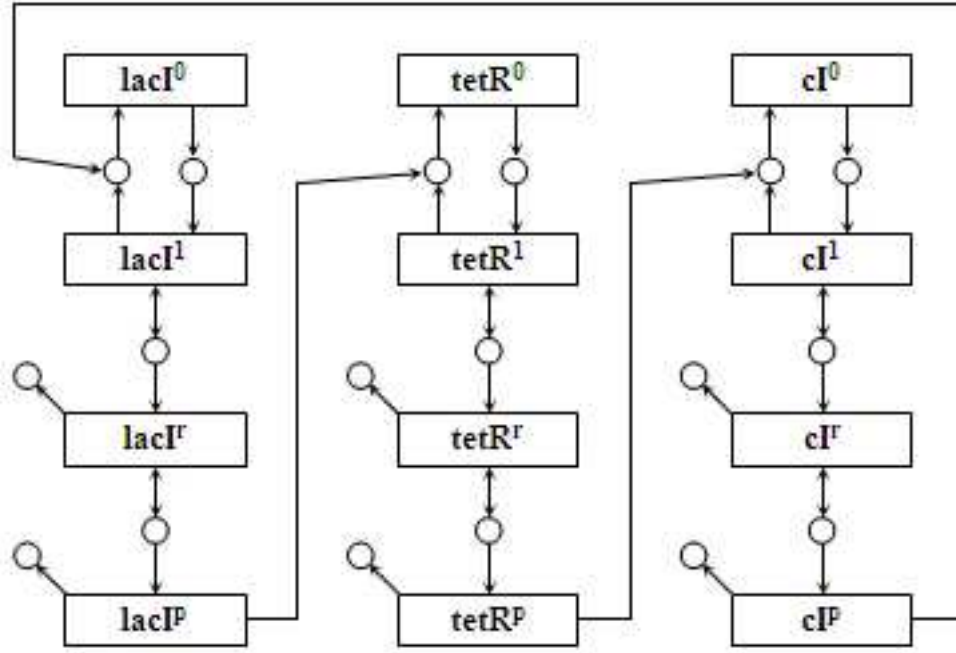 lacI⁰ tetR⁰ cI⁰
lacI¹ tetR¹ cI¹
lacIʳ tetRʳ cIʳ
lacIᵖ tetRᵖ cIᵖ